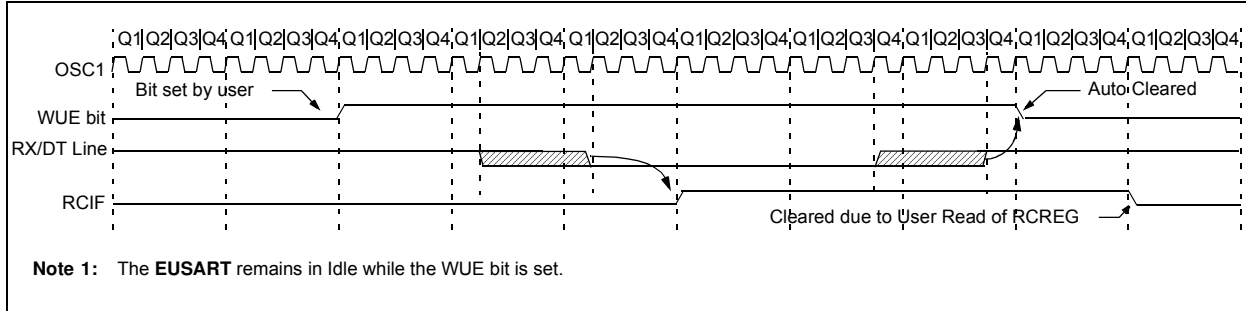 Q1 Q2 Q3 Q4 Q1 Q2 Q3 Q4 Q1 Q2 Q3 Q4 Q1 Q2 Q3 Q4 Q1 Q2 Q3 Q4 Q1 Q2 Q3 Q4 Q1 Q2 Q3 Q4 Q1 Q2 Q3 Q4 Q1 Q2 Q3 Q4 Q1 Q2 Q3 Q4
OSC1
Bit set by user
Auto Cleared
WUE bit
RX/DT Line
RCIF
Cleared due to User Read of RCREG
Note 1: The EUSART remains in Idle while the WUE bit is set.